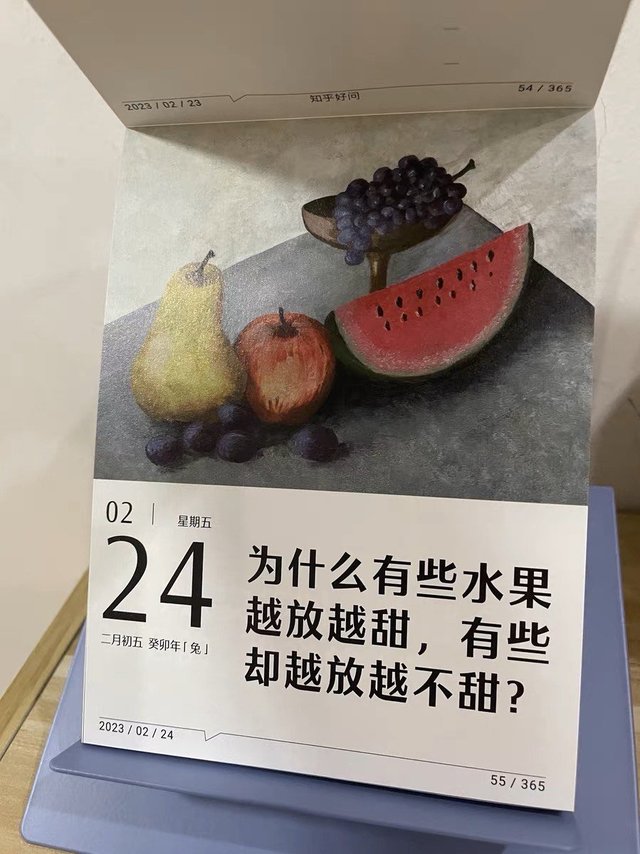 2023 / 02 / 23
知乎好问
54 / 365
02 | 星期五
24
二月初五 癸卯年「兔」
为什么有些水果
越放越甜，有些
却越放越不甜？
2023 / 02 / 24
55 / 365